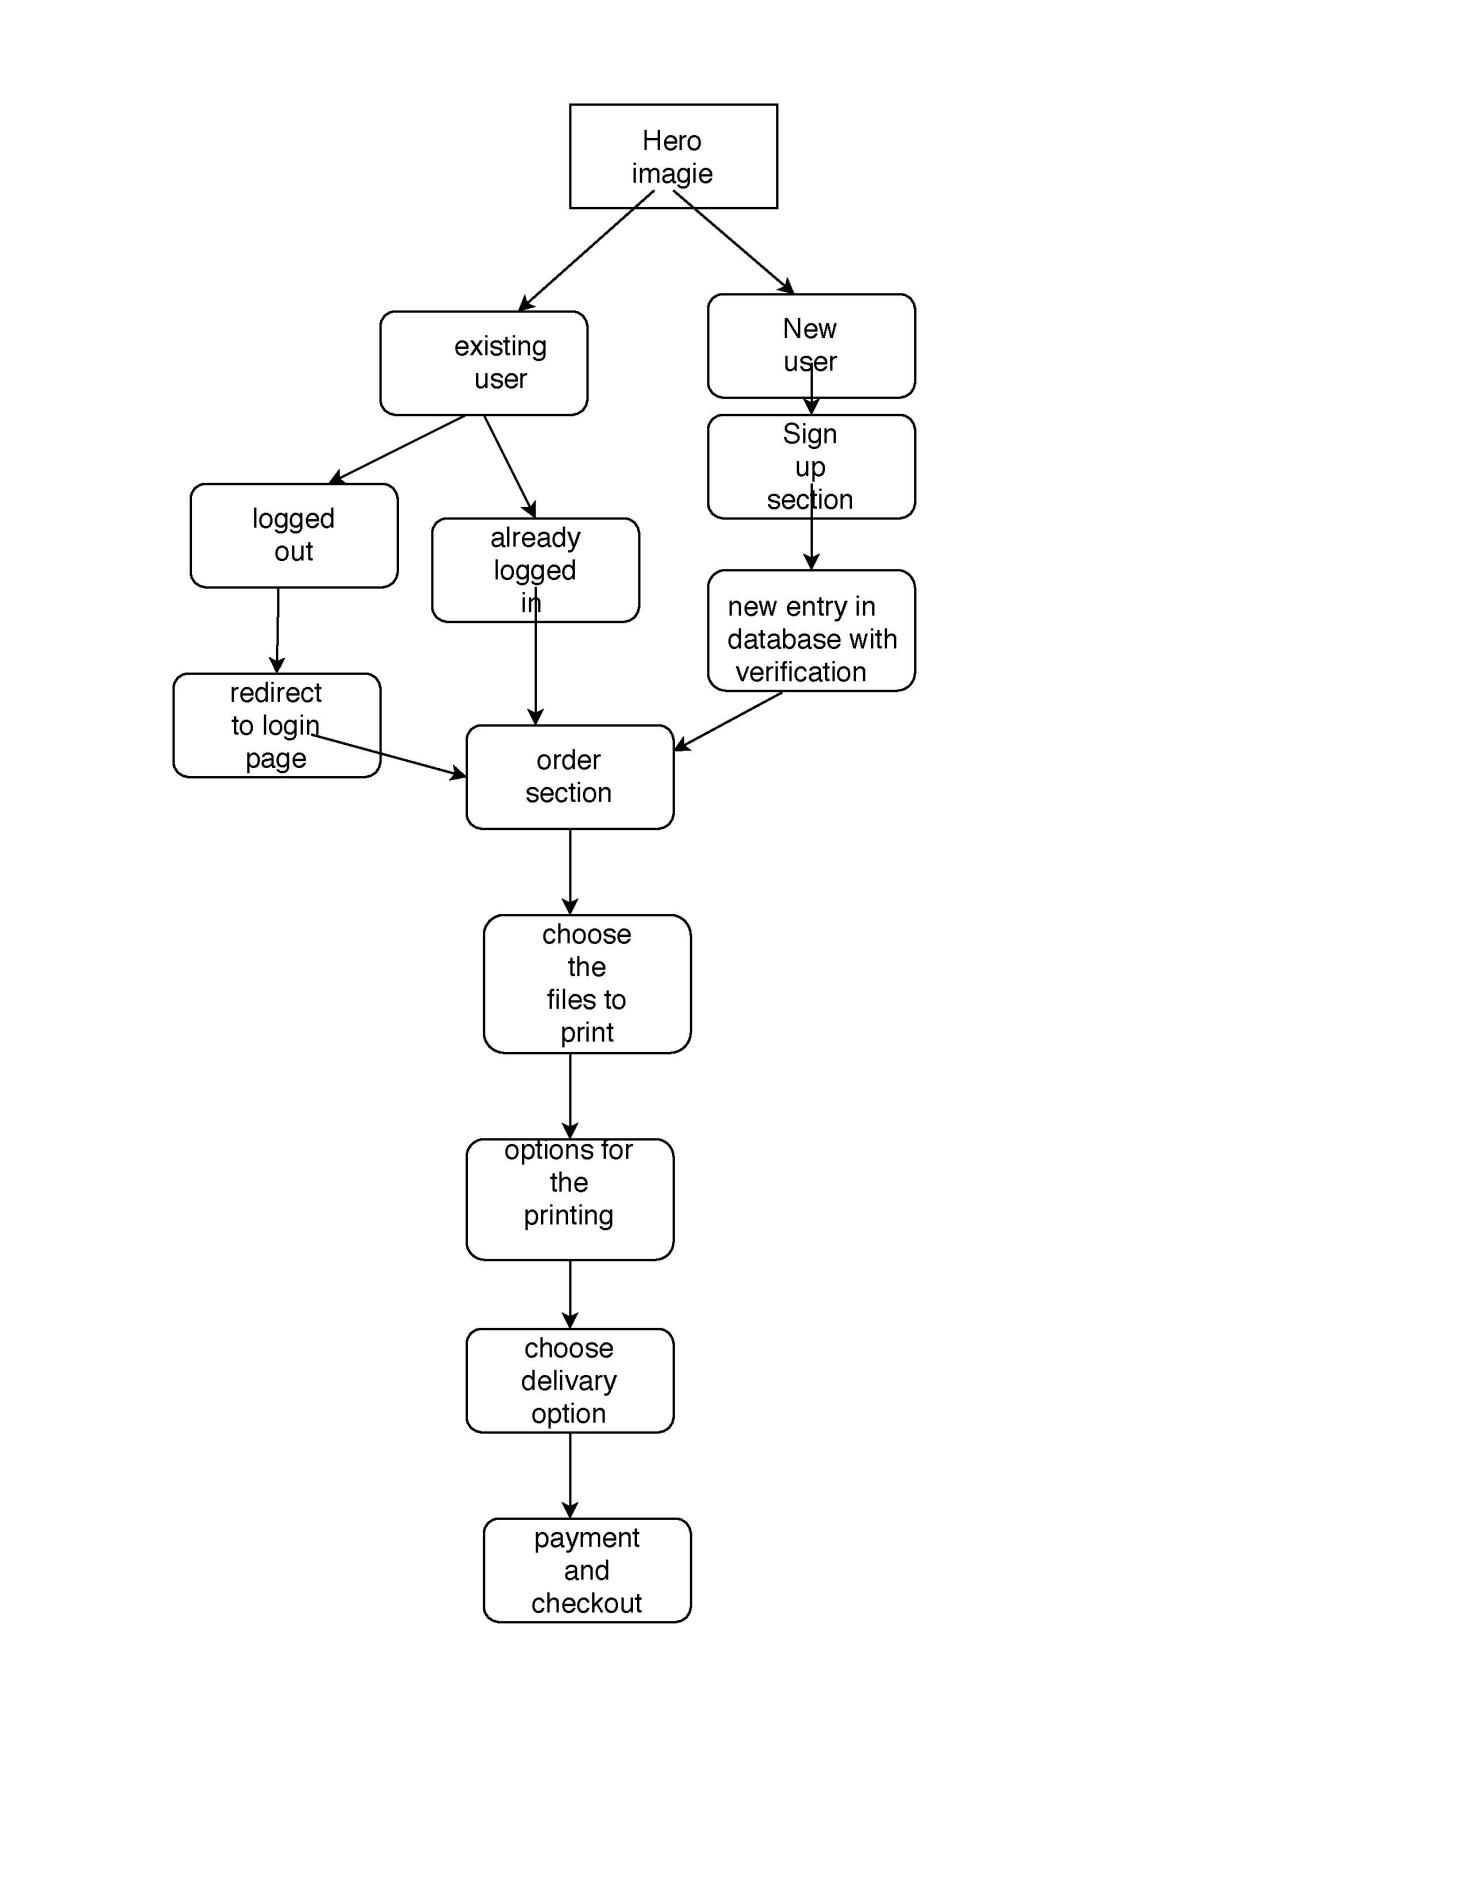 Hero
imagie
existing
user
New
user
logged
out
already
logged
in
Sign
up
section
redirect
to login
page
new entry in
database with
verification
order
section
choose
the
files to
print
options for
the
printing
choose
delivary
option
payment
and
checkout